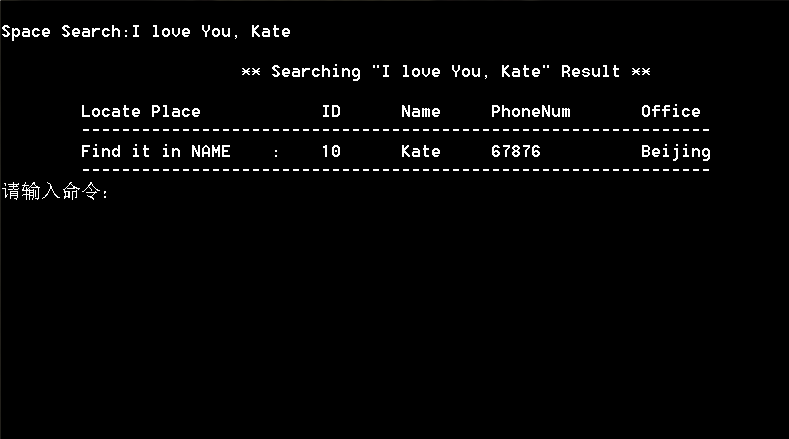 Space Search:I love You, Kate
** Searching "I love You, Kate" Result **
Locate Place ID Name PhoneNum Office
---------------------------------------------------------------
Find it in NAME : 10 Kate 67876 Beijing
---------------------------------------------------------------
请输入命令: